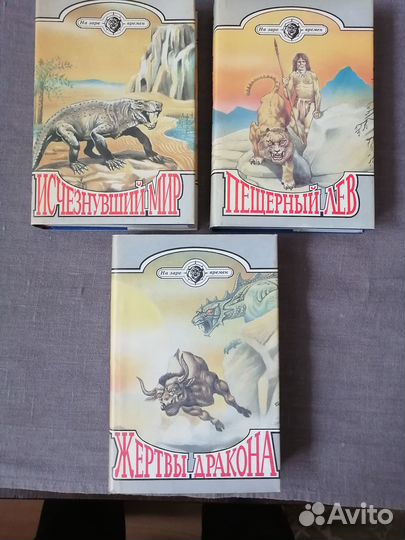 На заре времен
ИСЧЕЗНУВШИЙ МИР
На заре времен
ПЕЩЕРНЫЙ ЛЕВ
На заре времен
ЖЕРТВЫ ДРАКОНА
Avito